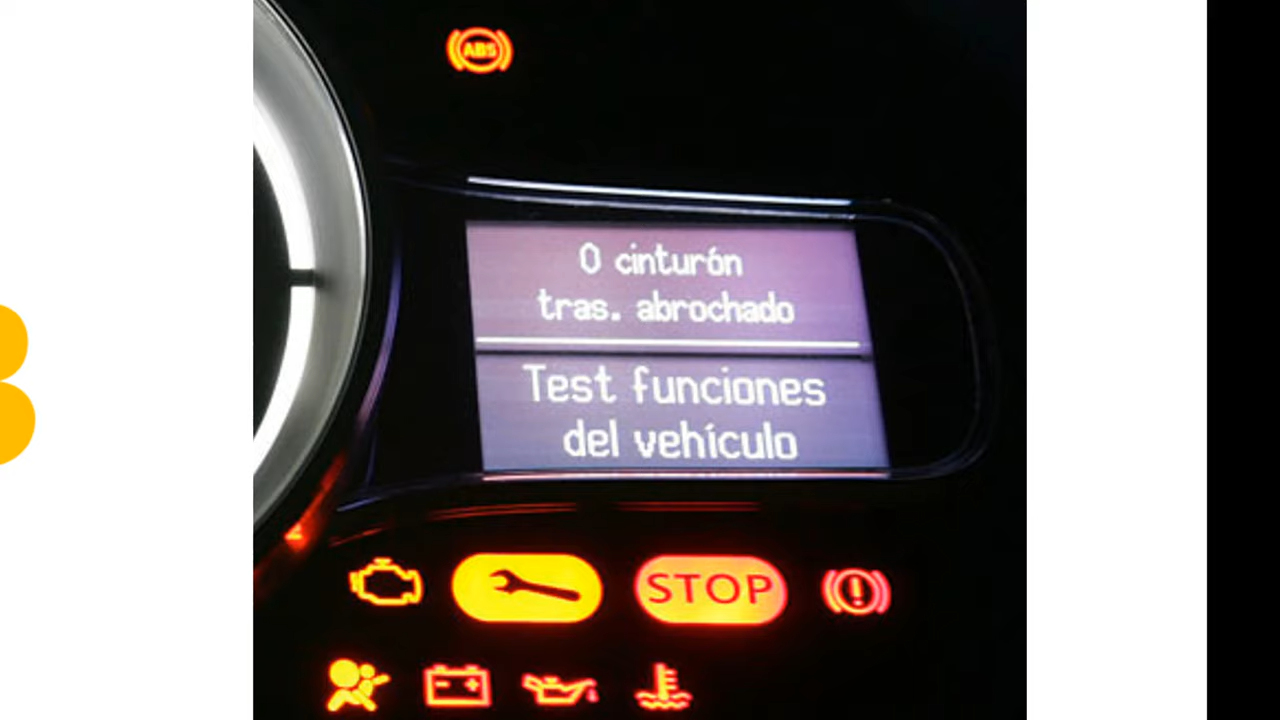 ABS
0 cinturón
tras. abrochado
Test funciones
del vehículo
STOP